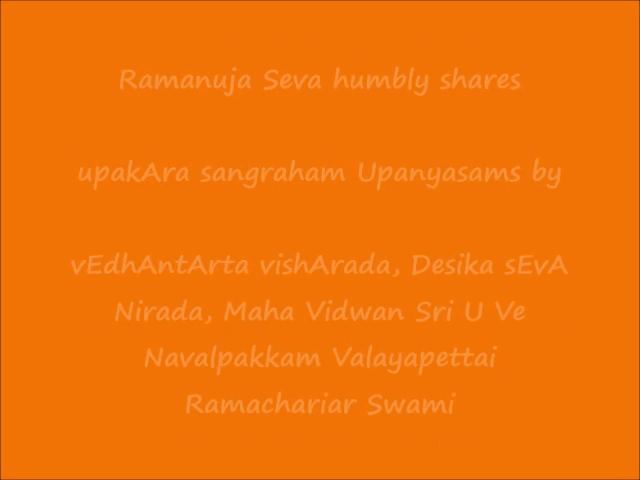 Ramanuja Seva humbly shares
upakAra sangraham Upanyasams by
vEdhAntArta vishArada, Desika sEvA
Nirada, Maha Vidwan Sri U Ve
Navalpakkam Valayapettai
Ramachariar Swami